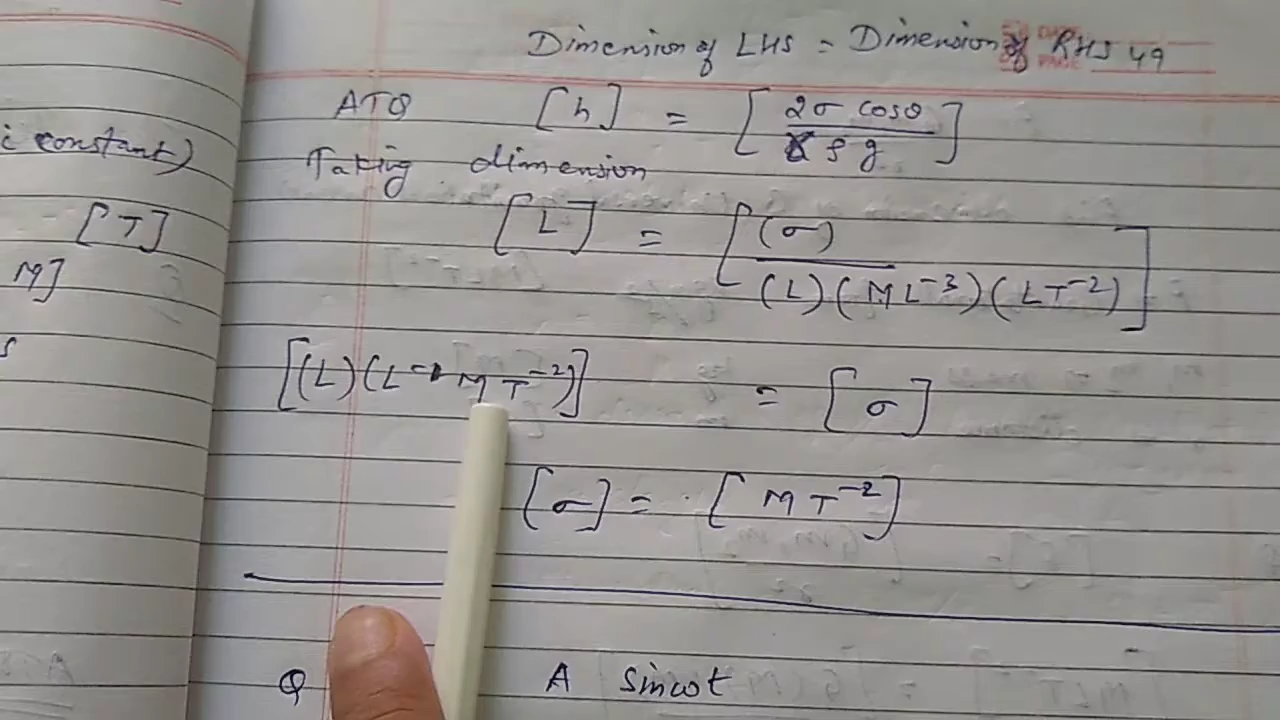 Dimension of LHS = Dimension of RHS 49
ATQ [h] = [2σ cosθ / r ρ g]
Taking dimension
[L] = [(σ) / (L)(ML⁻³)(LT⁻²)]
[(L)(L⁻¹ M T⁻²)] = [σ]
[σ] = [MT⁻²]
Q A Sinωt
constant)
[T]
M]